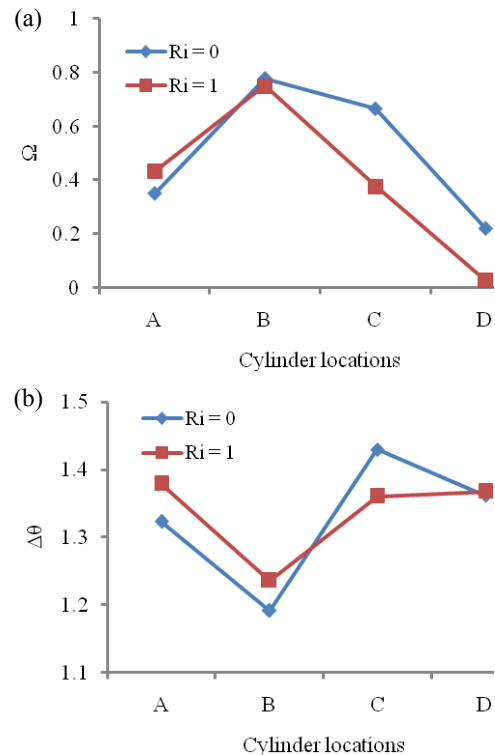 (a)
1
0.8
0.6
0.4
0.2
0
Ω
Ri = 0
Ri = 1
A B C D
Cylinder locations
(b)
1.5
1.4
1.3
1.2
1.1
Δθ
Ri = 0
Ri = 1
A B C D
Cylinder locations